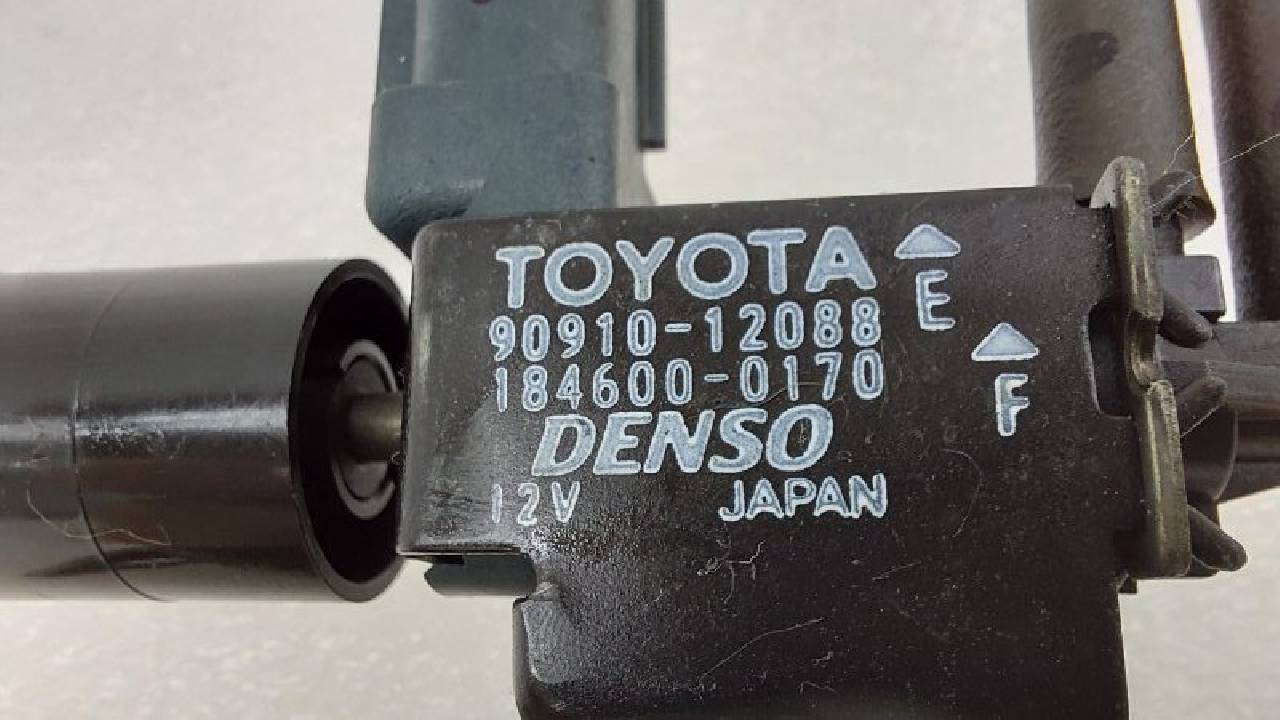 TOYOTA
90910-12088
184600-0170
DENSO
12V JAPAN
E
F